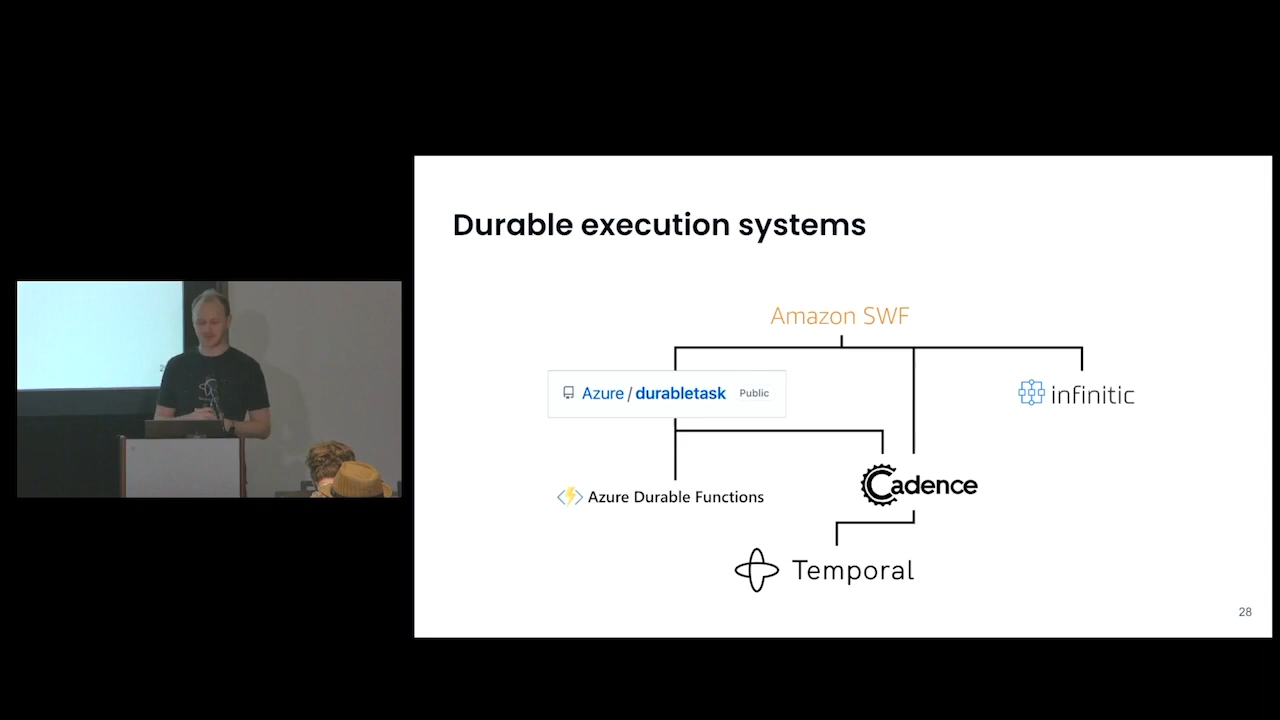 Durable execution systems
Amazon SWF
Azure / durabletask Public
infinitic
Cadence
Azure Durable Functions
Temporal
28